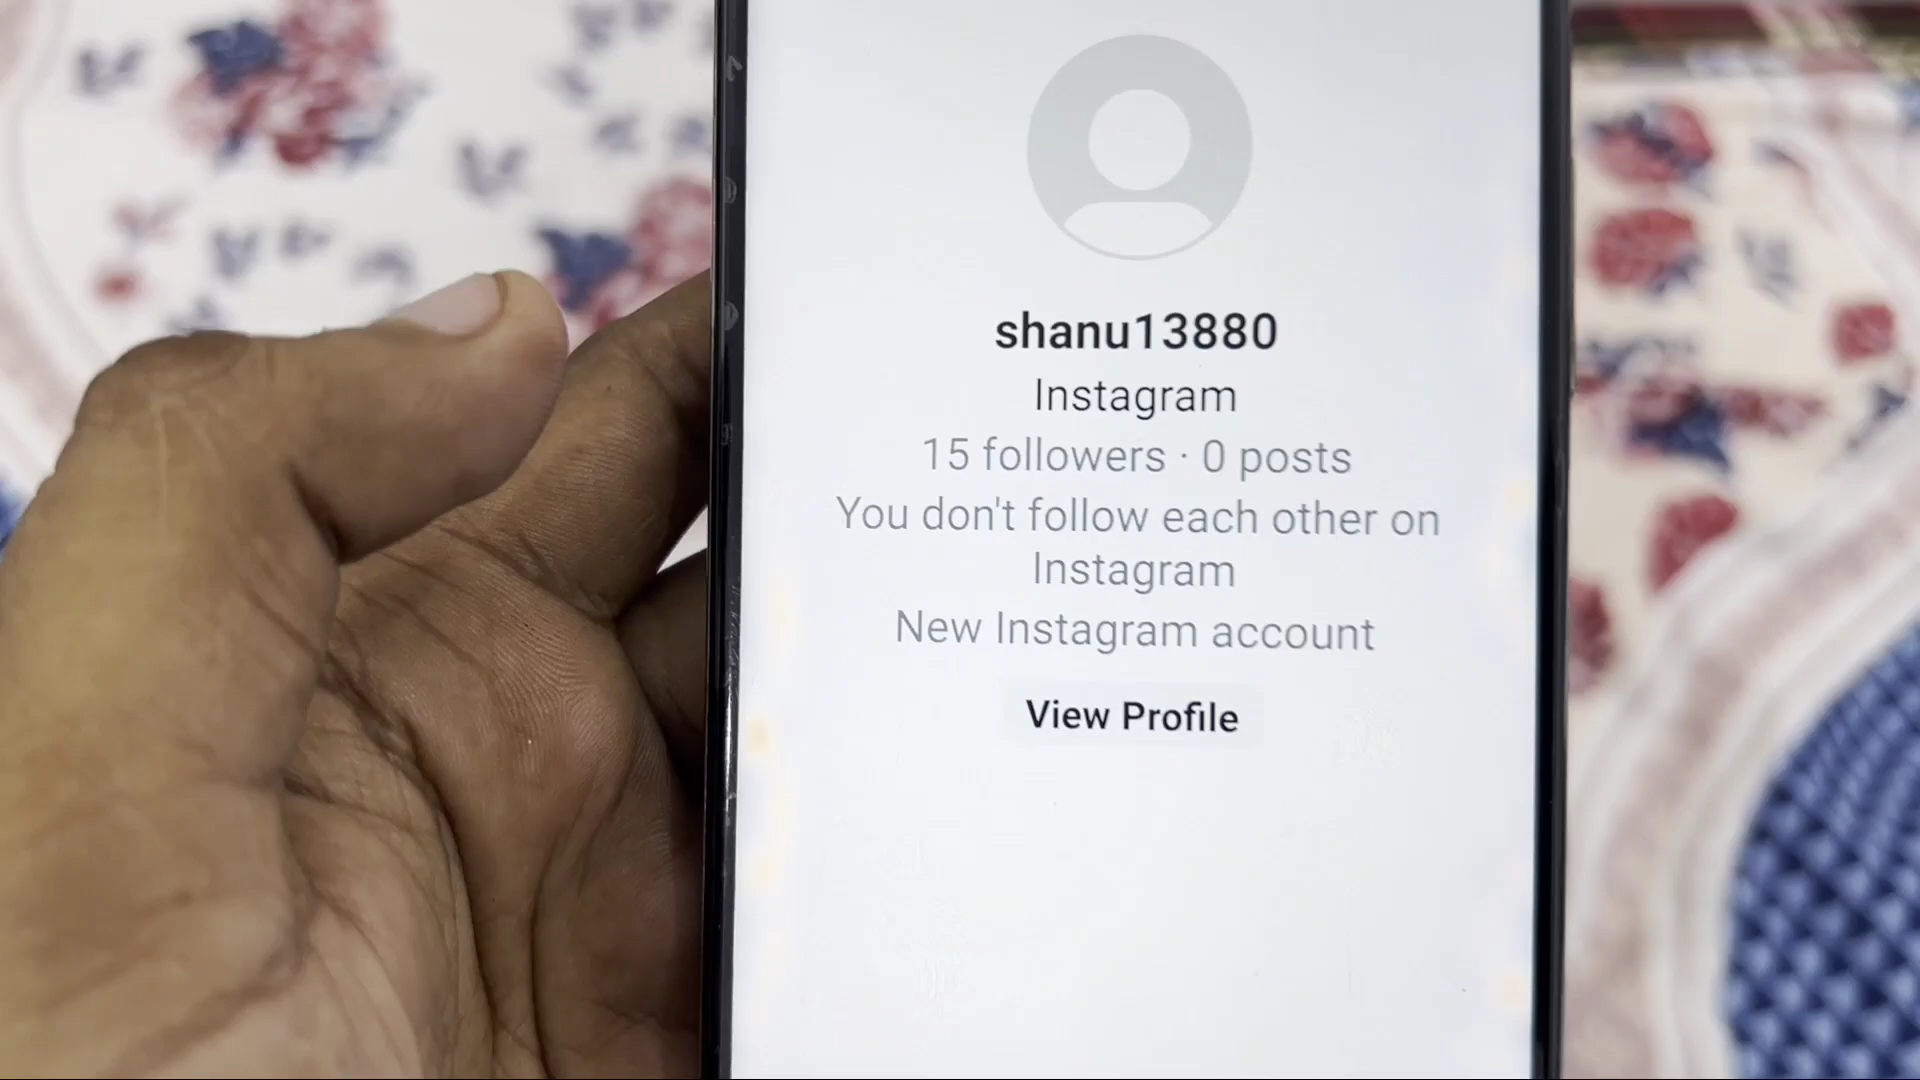 shanu13880
Instagram
15 followers · 0 posts
You don't follow each other on
Instagram
New Instagram account
View Profile